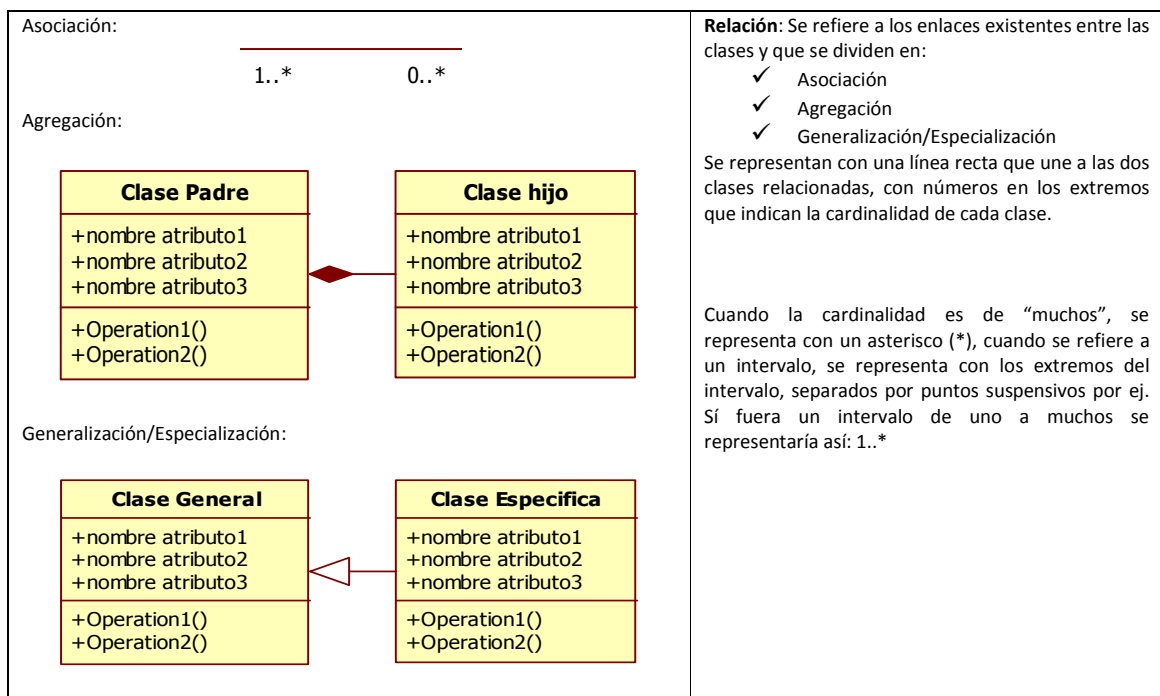 Asociación:
1..* 0..*
Agregación:
Clase Padre
+nombre atributo1
+nombre atributo2
+nombre atributo3
+Operation1()
+Operation2()
Clase hijo
+nombre atributo1
+nombre atributo2
+nombre atributo3
+Operation1()
+Operation2()
Generalización/Especialización:
Clase General
+nombre atributo1
+nombre atributo2
+nombre atributo3
+Operation1()
+Operation2()
Clase Especifica
+nombre atributo1
+nombre atributo2
+nombre atributo3
+Operation1()
+Operation2()
Relación: Se refiere a los enlaces existentes entre las
clases y que se dividen en:
✓ Asociación
✓ Agregación
✓ Generalización/Especialización
Se representan con una línea recta que une a las dos
clases relacionadas, con números en los extremos
que indican la cardinalidad de cada clase.
Cuando la cardinalidad es de “muchos”, se
representa con un asterisco (*), cuando se refiere a
un intervalo, se representa con los extremos del
intervalo, separados por puntos suspensivos por ej.
Sí fuera un intervalo de uno a muchos se
representaría así: 1..*